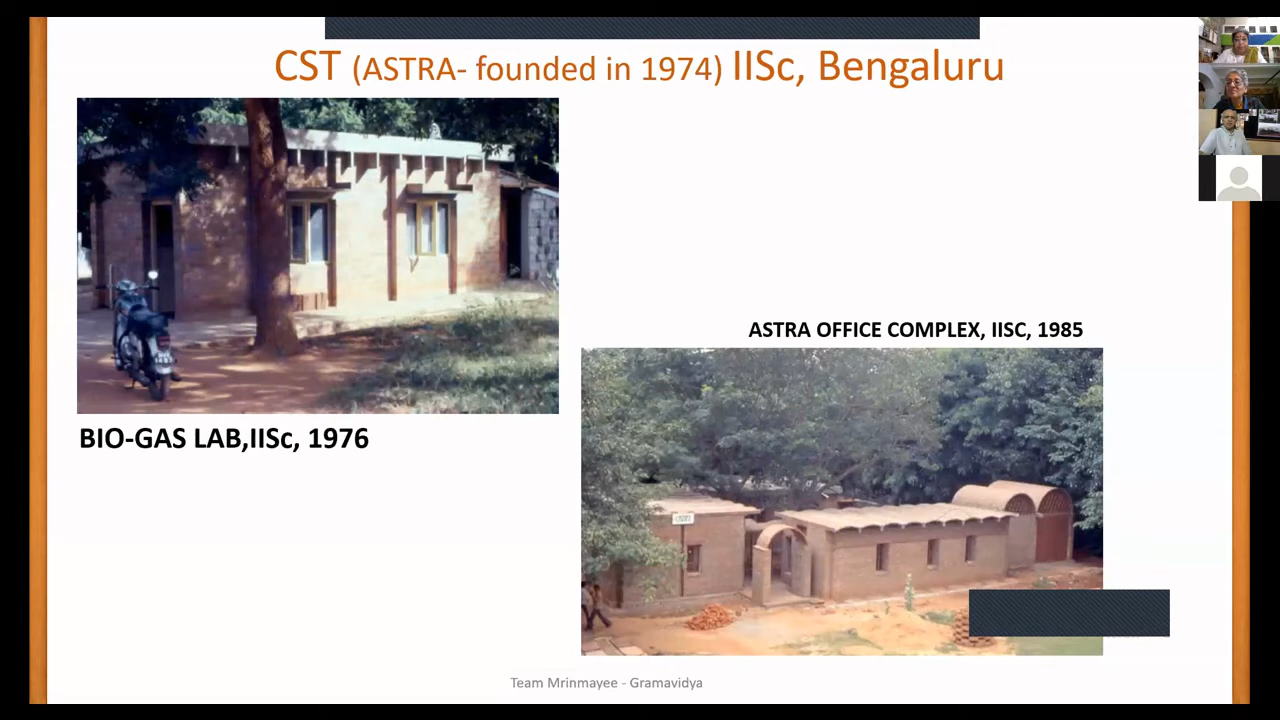 CST (ASTRA- founded in 1974) IISc, Bengaluru
ASTRA OFFICE COMPLEX, IISC, 1985
BIO-GAS LAB,IISc, 1976
Team Mrinmayee - Gramavidya